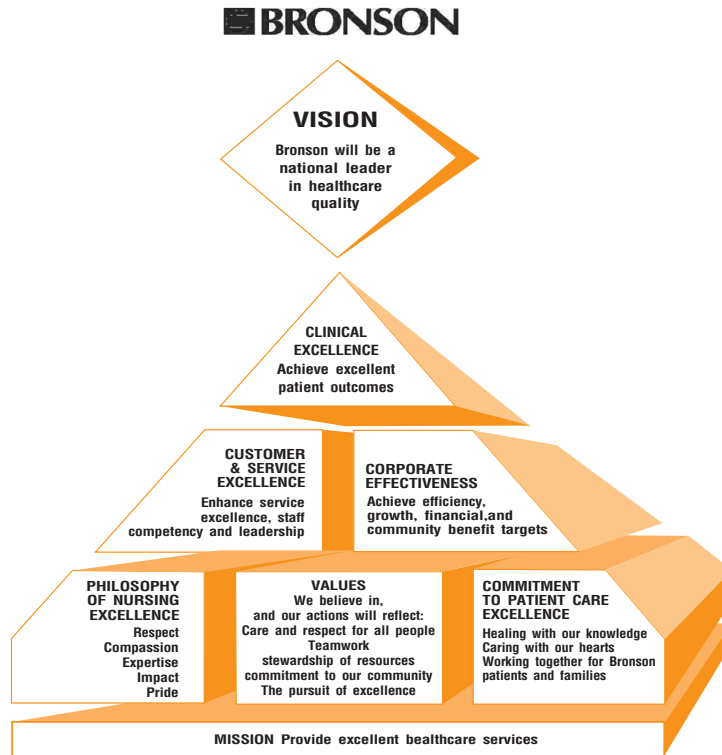 BRONSON
VISION
Bronson will be a
national leader
in healthcare
quality
CLINICAL
EXCELLENCE
Achieve excellent
patient outcomes
CUSTOMER
& SERVICE
EXCELLENCE
Enhance service
excellence, staff
competency and leadership
CORPORATE
EFFECTIVENESS
Achieve efficiency,
growth, financial,and
community benefit targets
PHILOSOPHY
OF NURSING
EXCELLENCE
Respect
Compassion
Expertise
Impact
Pride
VALUES
We believe in,
and our actions will reflect:
Care and respect for all people
Teamwork
stewardship of resources
commitment to our community
The pursuit of excellence
COMMITMENT
TO PATIENT CARE
EXCELLENCE
Healing with our knowledge
Caring with our hearts
Working together for Bronson
patients and families
MISSION Provide excellent bealthcare services